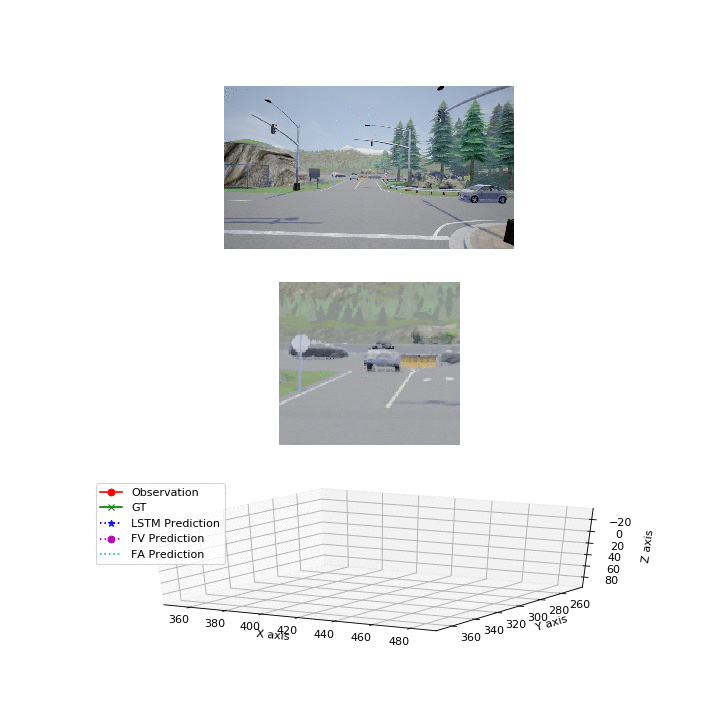 Observation
GT
LSTM Prediction
FV Prediction
FA Prediction
−20
0
20
40
60
80
Z axis
360
380
400
420
440
460
480
X axis
360
340
320
300
280
260
Y axis